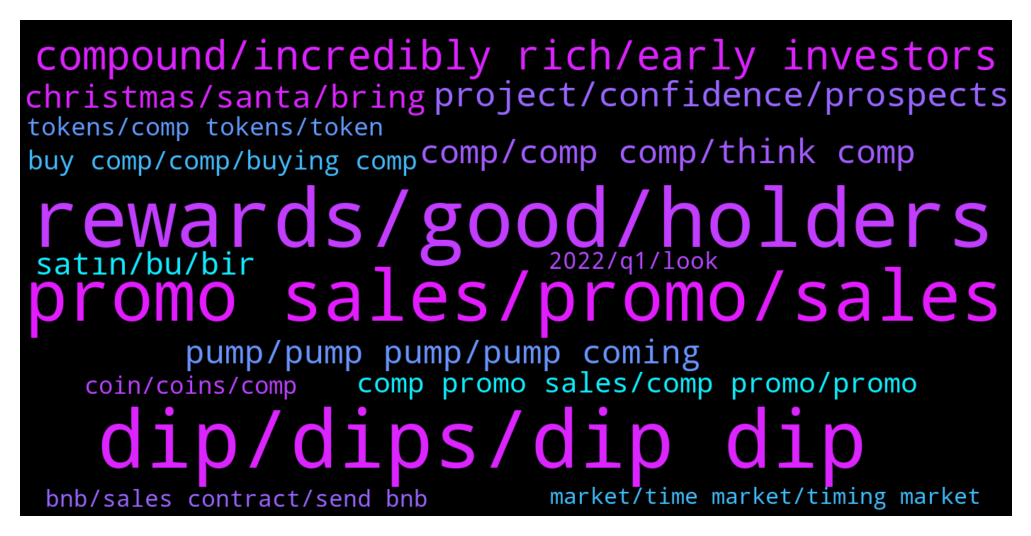 compound/incredibly rich/early investors
christmas/santa/bring
project/confidence/prospects
tokens/comp tokens/token
buy comp/comp/buying comp
comp/comp comp/think comp
rewards/good/holders
satın/bu/bir
2022/q1/look
promo sales/promo/sales
pump/pump pump/pump coming
coin/coins/comp
comp promo sales/comp promo/promo
dip/dips/dip dip
bnb/sales contract/send bnb
market/time market/timing market